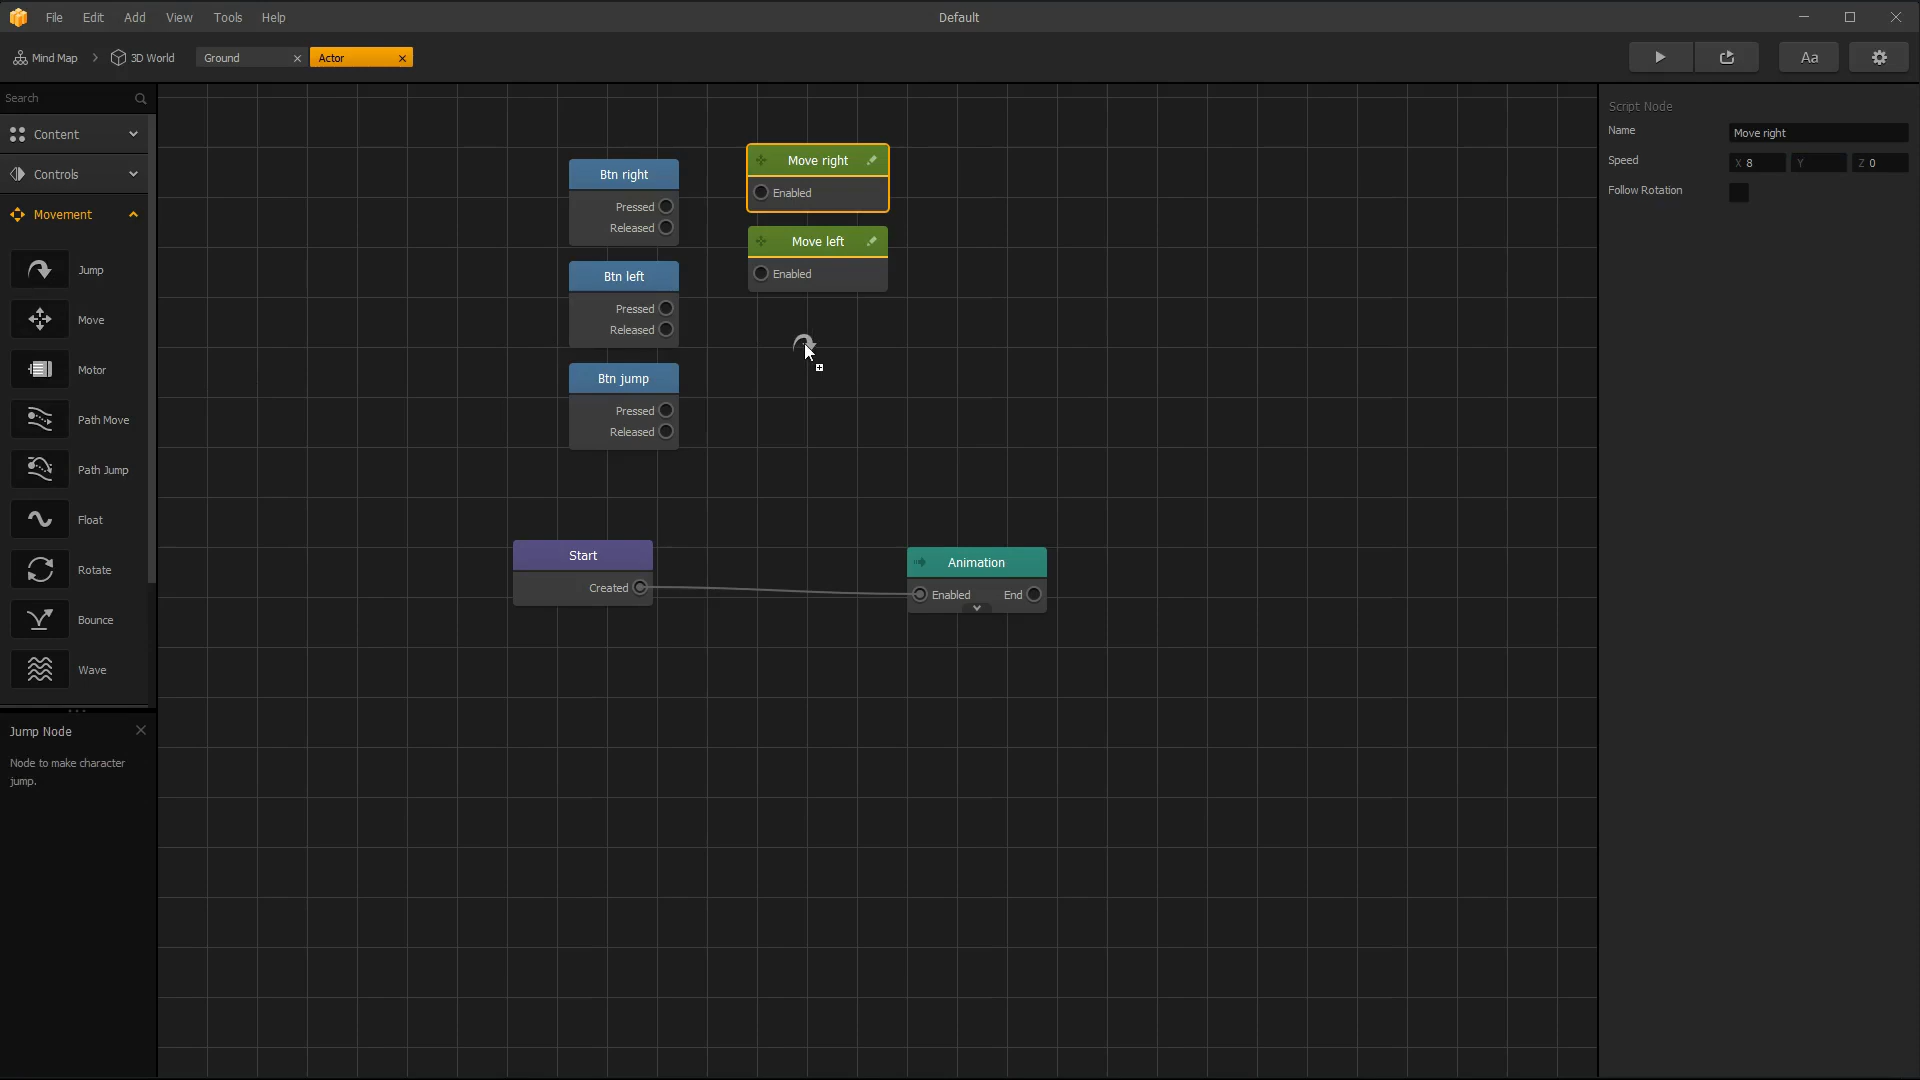 File Edit Add View Tools Help
Default
Mind Map 3D World Ground Actor
Aa
Search
Content
Controls
Movement
Jump
Move
Motor
Path Move
Path Jump
Float
Rotate
Bounce
Wave
Jump Node
Node to make character
jump.
Btn right
Pressed
Released
Btn left
Pressed
Released
Btn jump
Pressed
Released
Move right
Enabled
Move left
Enabled
Start
Created
Animation
Enabled End
Script Node
Name Move right
Speed X 8 Y Z 0
Follow Rotation